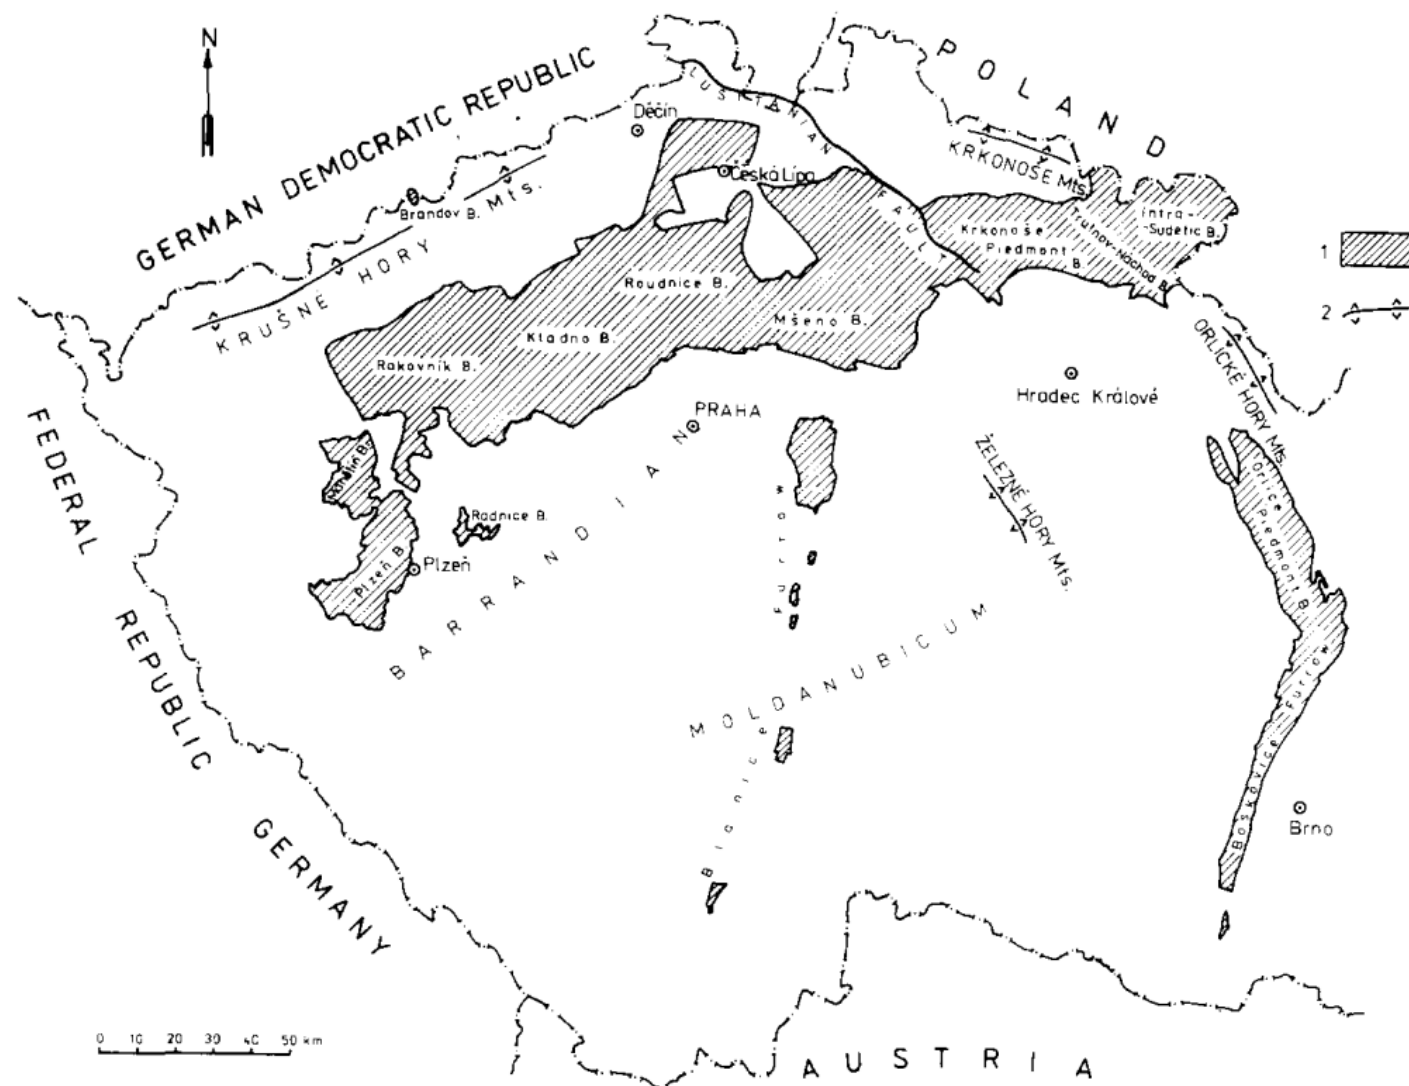 N
GERMAN DEMOCRATIC REPUBLIC
POLAND
LUSITANIAN
FAULT
Děčín
Česká Lípa
KRKONOŠE Mts.
Brandov B.
KRUŠNÉ HORY Mts.
Krkonoše
Piedmont B.
Trutnov-Náchod B.
Intra-
Sudetic B.
1
2
Roudnice B.
Mšeno B.
Kladno B.
Rakovník B.
ORLICKÉ HORY Mts.
Hradec Králové
PRAHA
FEDERAL
REPUBLIC
GERMANY
Manětín B.
Radnice B.
Plzeň B.
Plzeň
BARRANDIAN
ŽELEZNÉ HORY Mts.
Orlice
Piedmont B.
Blanice
Furrow
MOLDANUBICUM
Boskovice Furrow
Brno
0 10 20 30 40 50 km
AUSTRIA